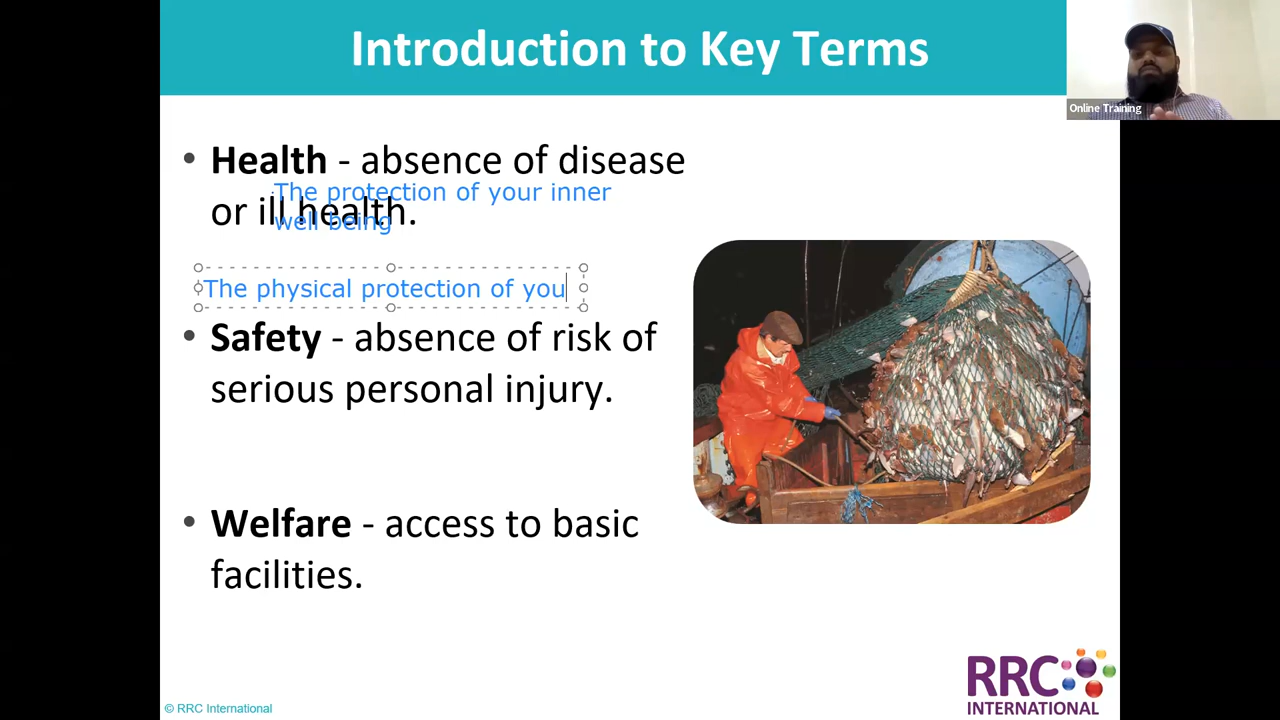 Introduction to Key Terms
Online Training
• Health - absence of disease
The protection of your inner
or ill health.
well being
The physical protection of you
• Safety - absence of risk of
serious personal injury.
• Welfare - access to basic
facilities.
RRC
INTERNATIONAL
© RRC International